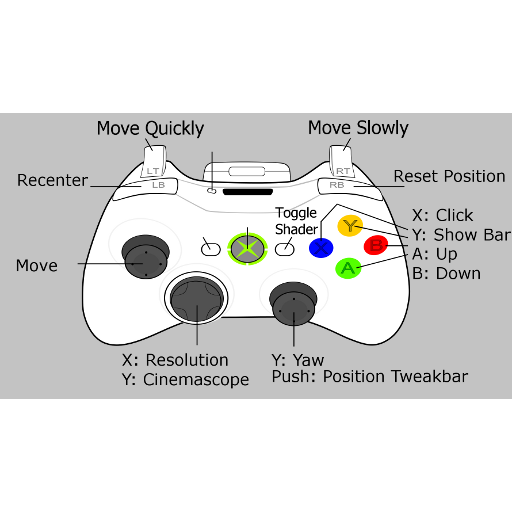 Move Quickly
Move Slowly
LT
RT
Recenter
LB
RB
Reset Position
Toggle
Shader
X: Click
Y: Show Bar
A: Up
B: Down
Y
X
B
A
Move
X: Resolution
Y: Cinemascope
Y: Yaw
Push: Position Tweakbar